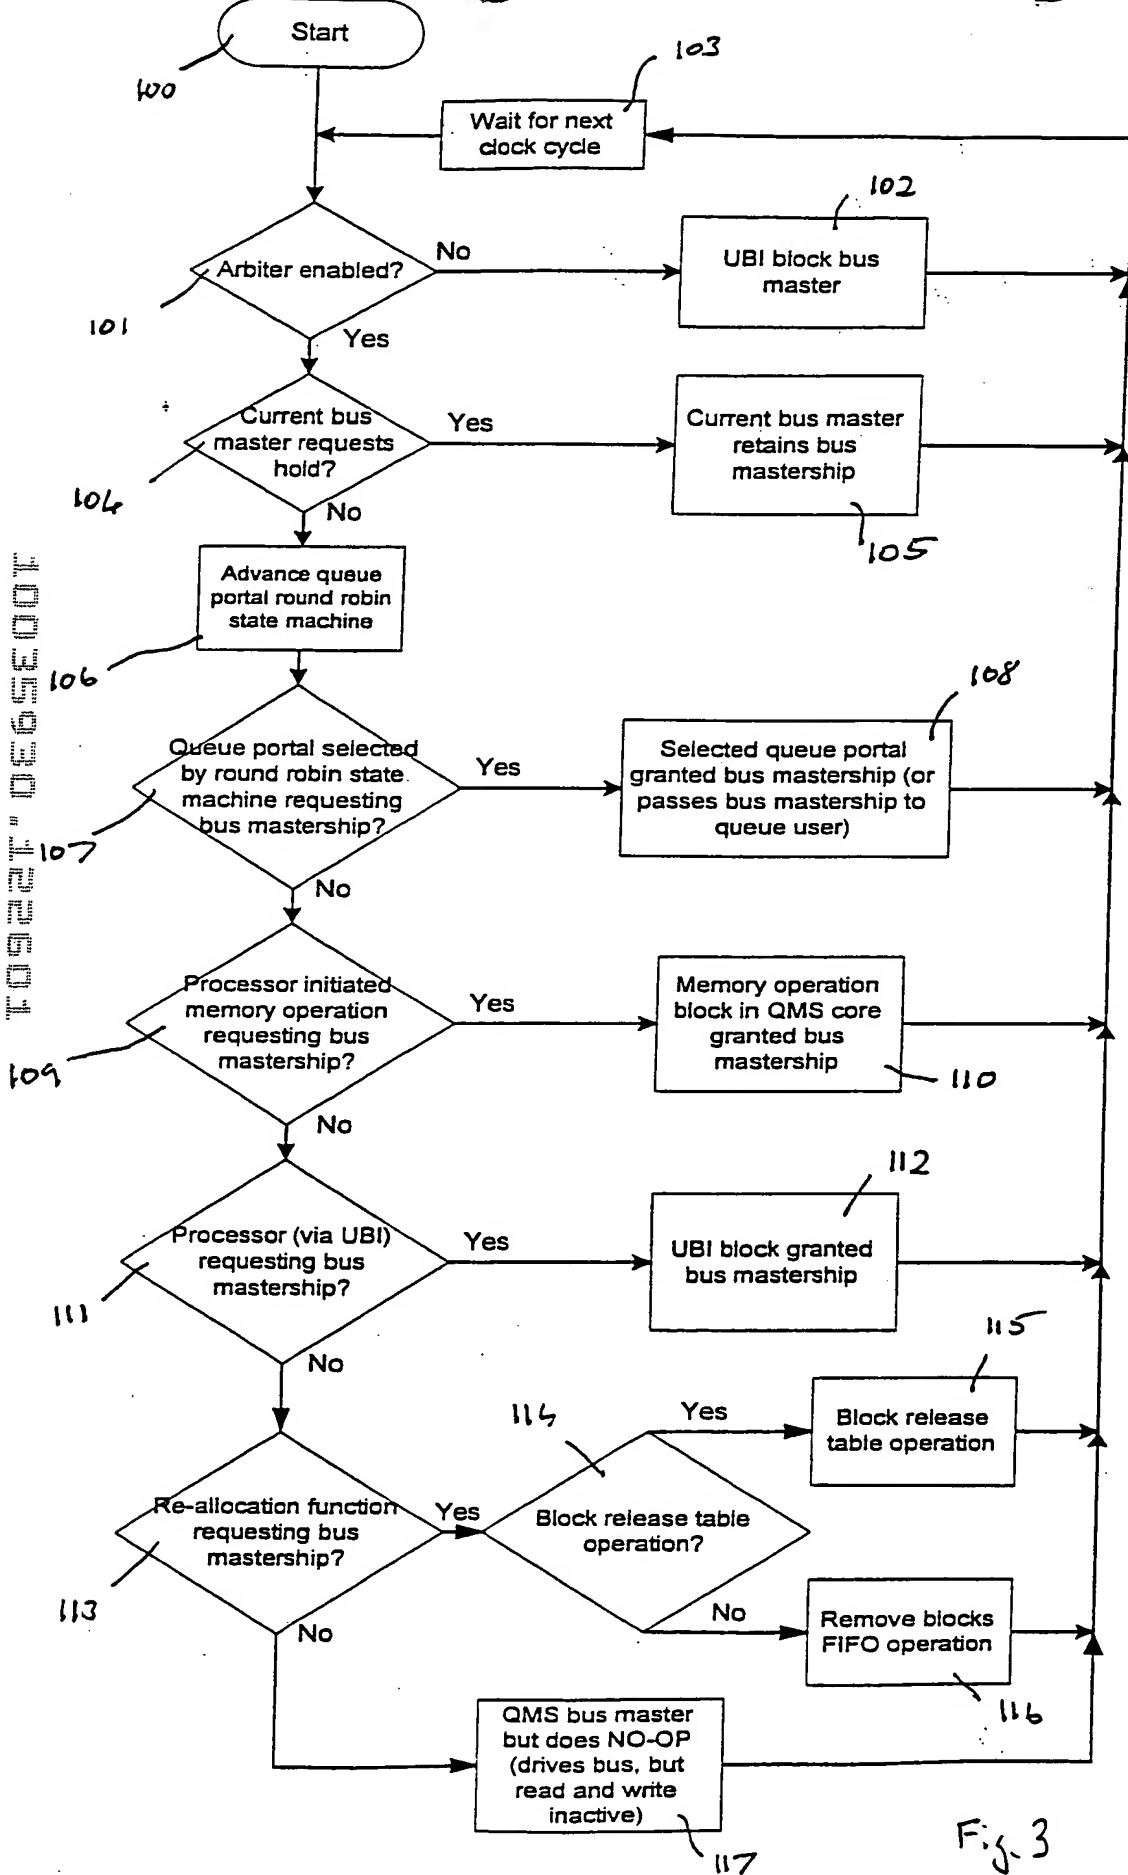 Start
100
103
Wait for next
clock cycle
102
Arbiter enabled?
No
UBI block bus
master
101
Yes
Current bus
master requests
hold?
Yes
Current bus master
retains bus
mastership
104
No
105
Advance queue
portal round robin
state machine
106
108
Queue portal selected
by round robin state
machine requesting
bus mastership?
Yes
Selected queue portal
granted bus mastership (or
passes bus mastership to
queue user)
107
No
Processor initiated
memory operation
requesting bus
mastership?
Yes
Memory operation
block in QMS core
granted bus
mastership
109
110
No
112
Processor (via UBI)
requesting bus
mastership?
Yes
UBI block granted
bus mastership
111
No
115
114
Yes
Block release
table operation
Re-allocation function
requesting bus
mastership?
Yes
Block release table
operation?
113
No
No
Remove blocks
FIFO operation
116
QMS bus master
but does NO-OP
(drives bus, but
read and write
inactive)
117
Fig. 3
10035930.122601